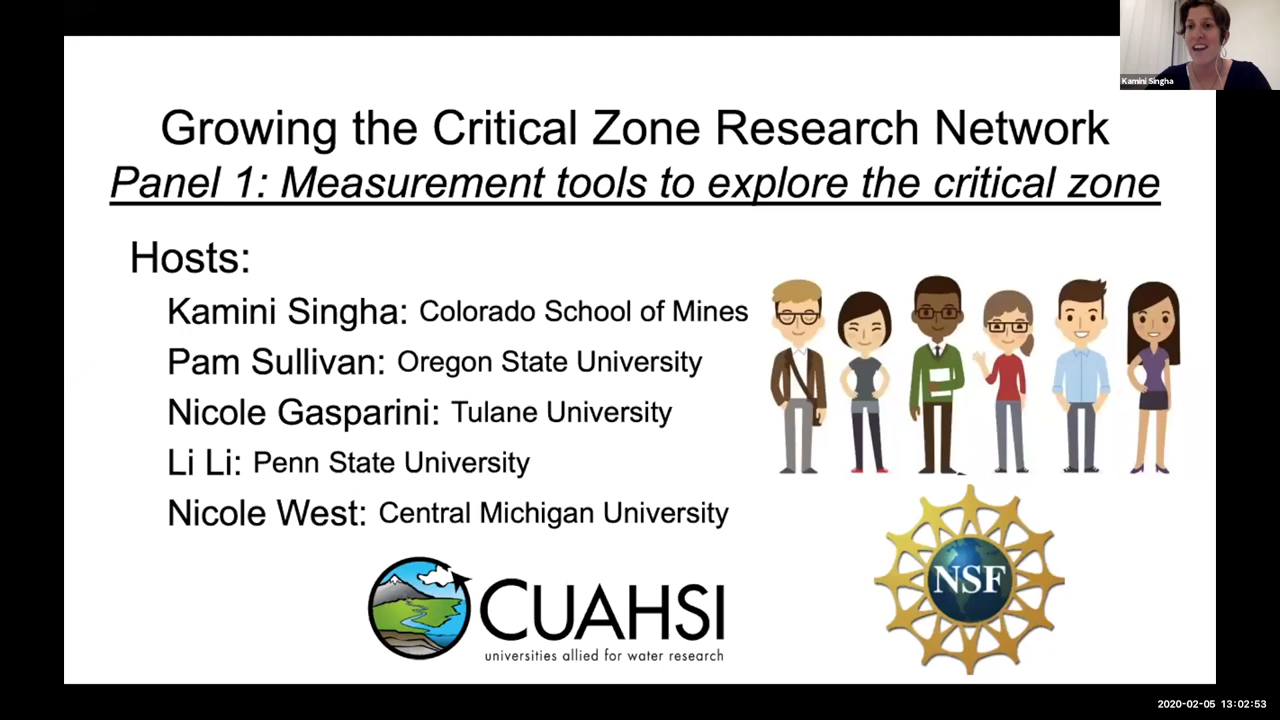 Kamini Singha
Growing the Critical Zone Research Network
Panel 1: Measurement tools to explore the critical zone
Hosts:
Kamini Singha: Colorado School of Mines
Pam Sullivan: Oregon State University
Nicole Gasparini: Tulane University
Li Li: Penn State University
Nicole West: Central Michigan University
CUAHSI
universities allied for water research
NSF
2020-02-05 13:02:53